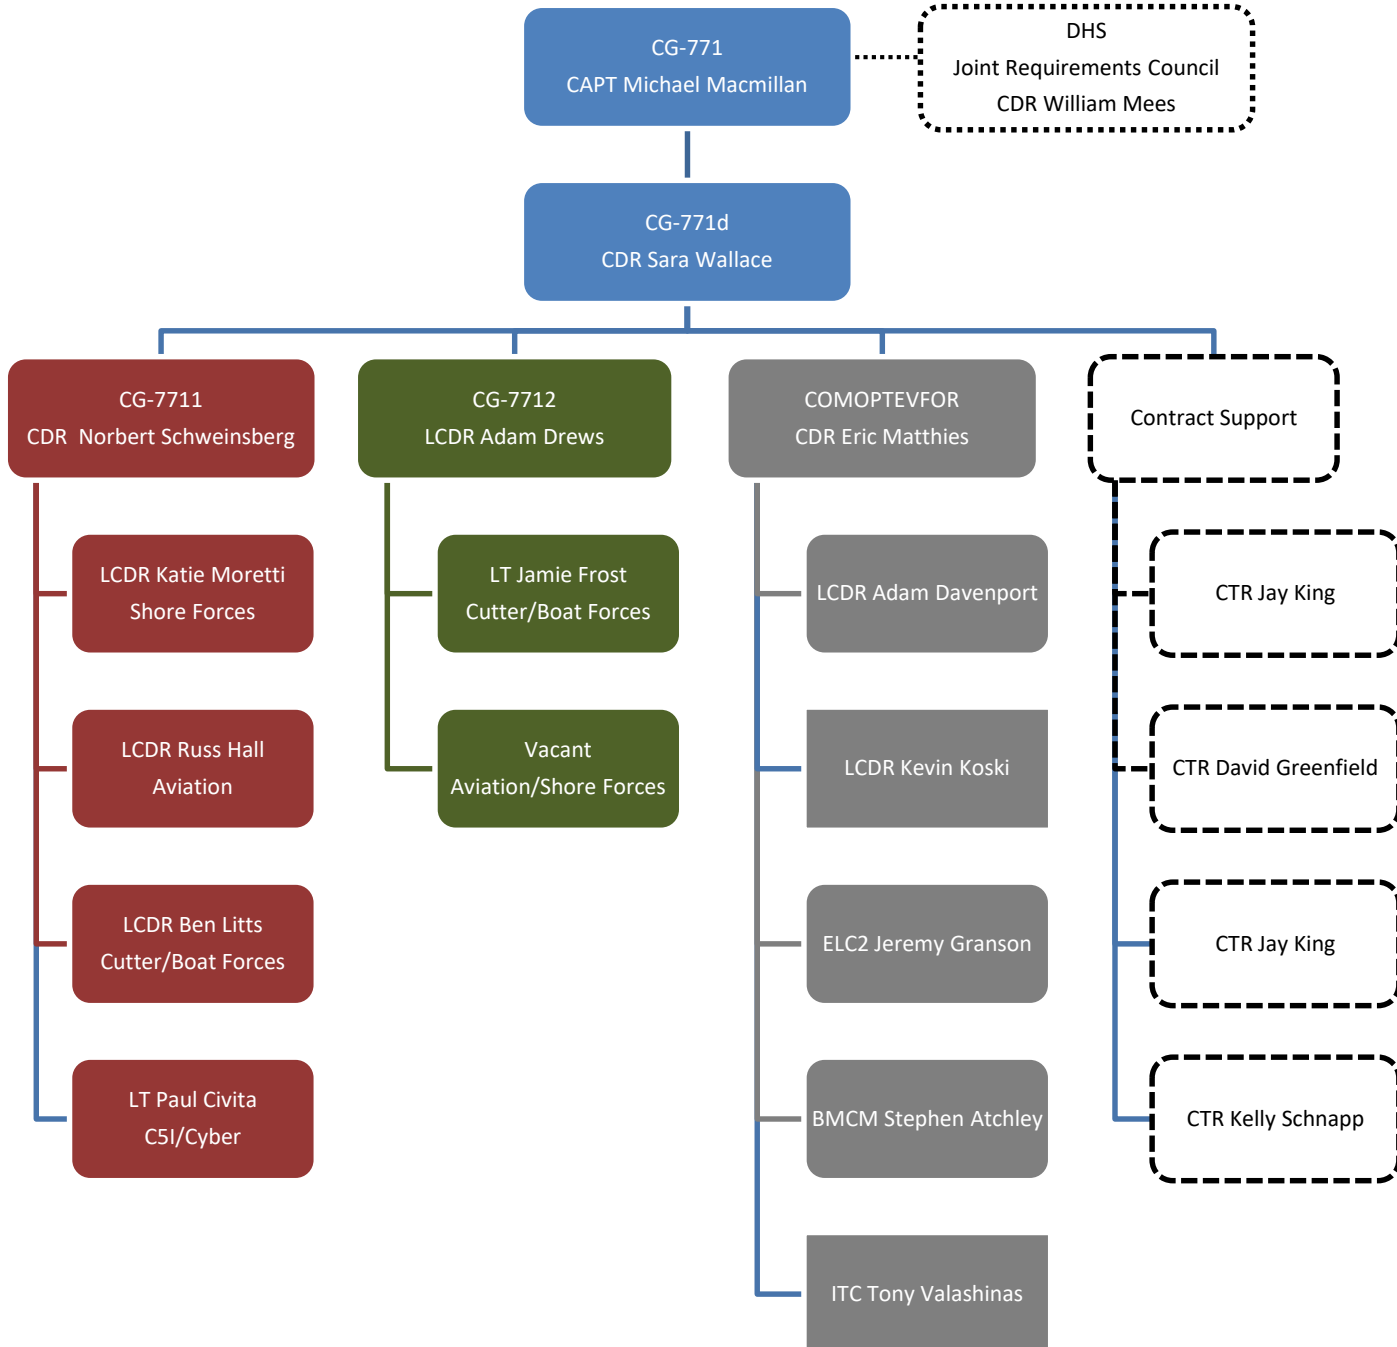 CG-771
CAPT Michael Macmillan
DHS
Joint Requirements Council
CDR William Mees
CG-771d
CDR Sara Wallace
CG-7711
CDR  Norbert Schweinsberg
LCDR Katie Moretti
Shore Forces
LCDR Russ Hall
Aviation
LCDR Ben Litts
Cutter/Boat Forces
LT Paul Civita
C5I/Cyber
CG-7712
LCDR Adam Drews
LT Jamie Frost
Cutter/Boat Forces
Vacant
Aviation/Shore Forces
COMOPTEVFOR
CDR Eric Matthies
LCDR Adam Davenport
LCDR Kevin Koski
ELC2 Jeremy Granson
BMCM Stephen Atchley
ITC Tony Valashinas
Contract Support
CTR Jay King
CTR David Greenfield
CTR Jay King
CTR Kelly Schnapp